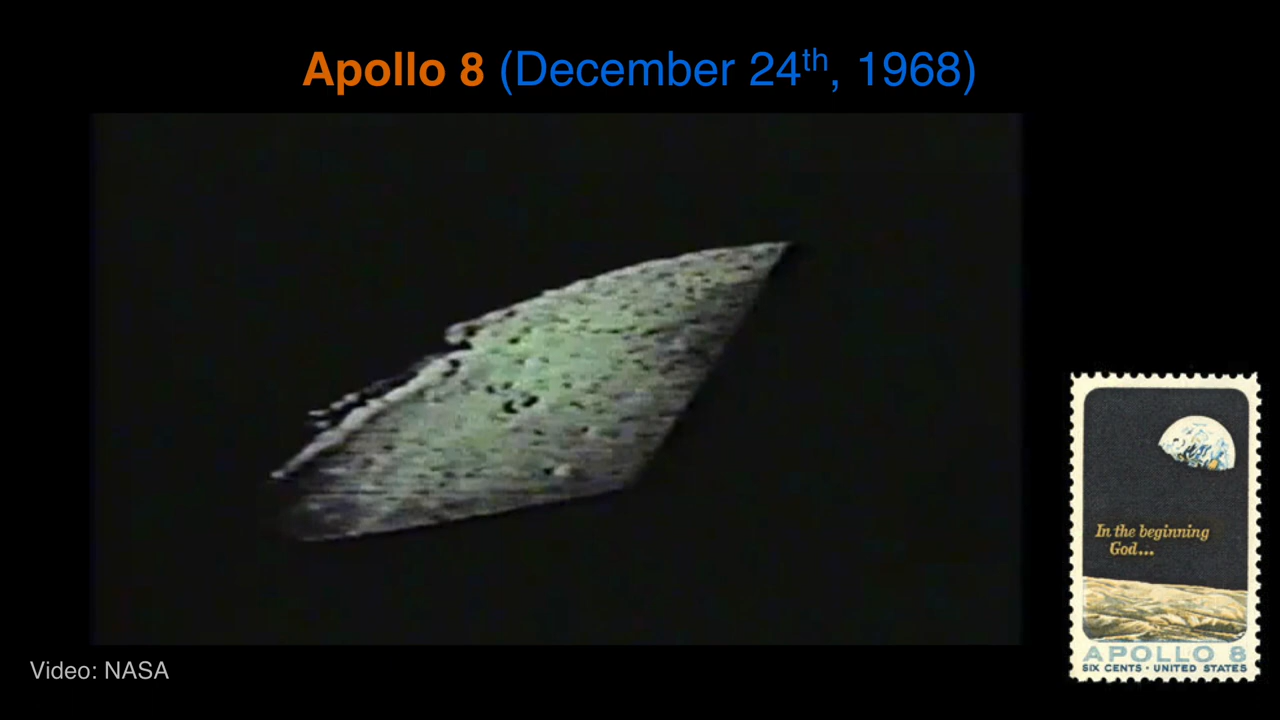 Apollo 8 (December 24th, 1968)
In the beginning
God...
APOLLO 8
SIX CENTS · UNITED STATES
Video: NASA